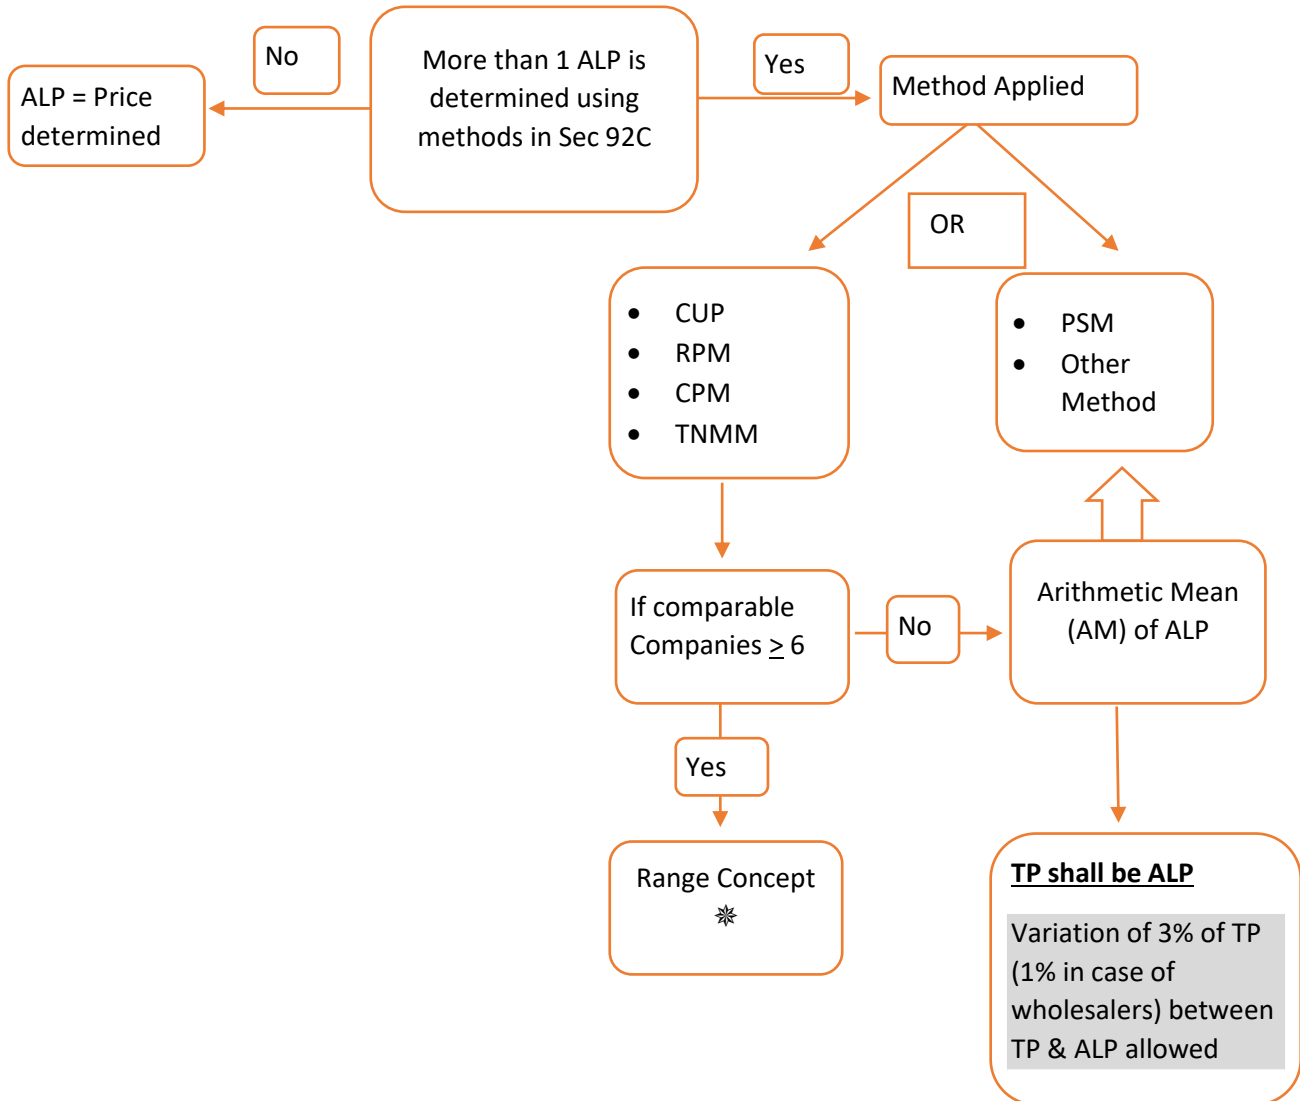 No
More than 1 ALP is
determined using
methods in Sec 92C
Yes
Method Applied
ALP = Price
determined
OR
• CUP
• RPM
• CPM
• TNMM
• PSM
• Other
Method
If comparable
Companies > 6
No
Arithmetic Mean
(AM) of ALP
Yes
Range Concept
✵
TP shall be ALP
Variation of 3% of TP
(1% in case of
wholesalers) between
TP & ALP allowed